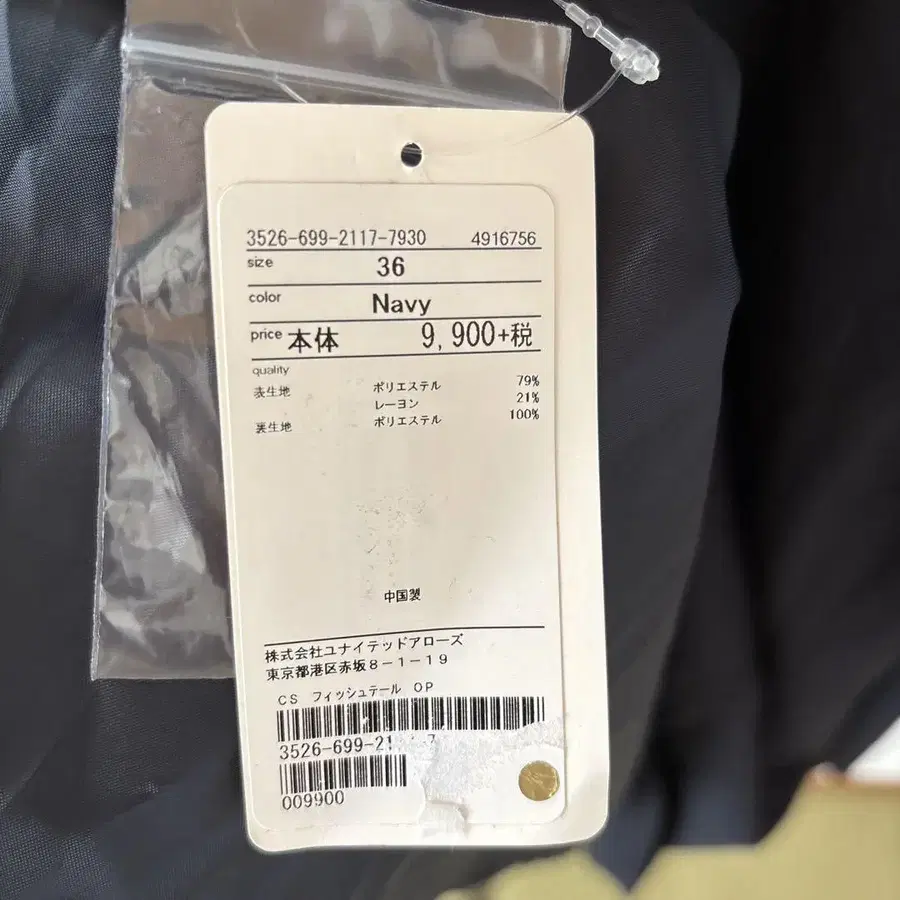 3526-699-2117-7930 4916756
size 36
color Navy
price 本体 9,900+税
quality
表生地 ポリエステル 79%
レーヨン 21%
裏生地 ポリエステル 100%
中国製
株式会社ユナイテッドアローズ
東京都港区赤坂8-1-19
CS フィッシュテール OP
3526-699-21 7
009900